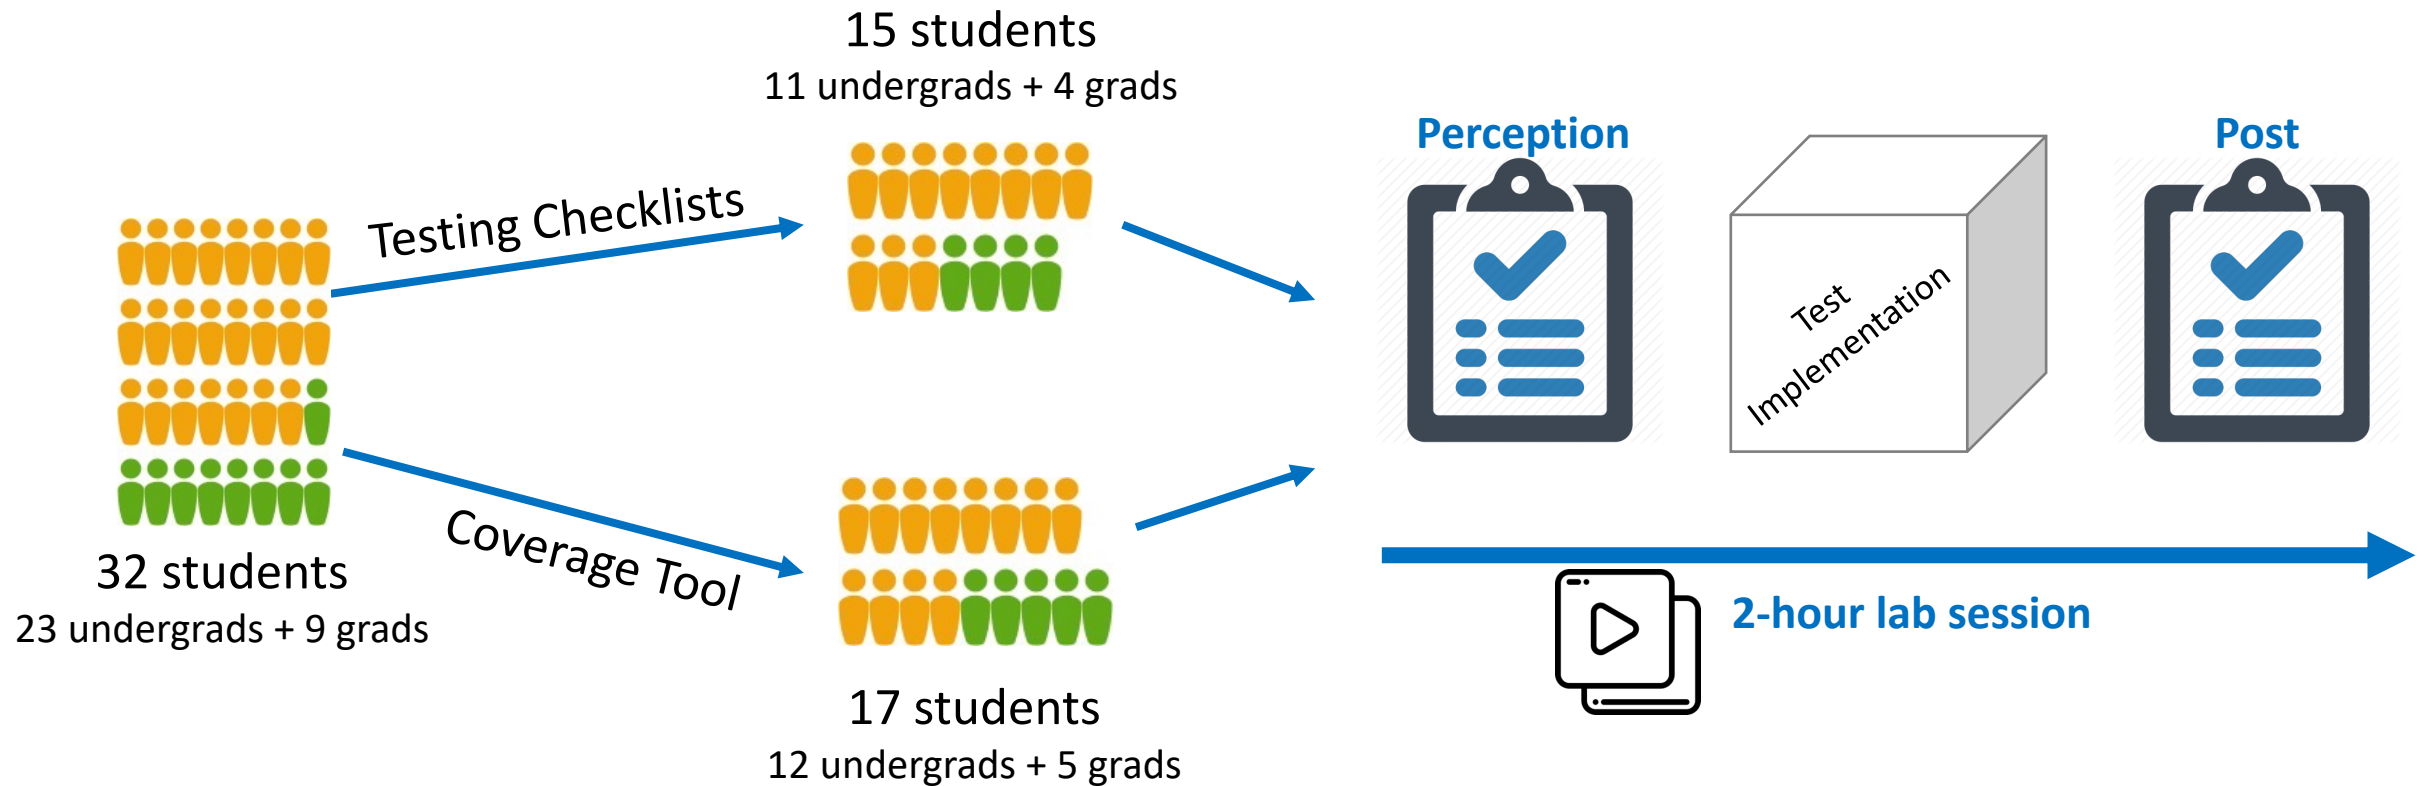 15 students
11 undergrads + 4 grads
Testing Checklists
32 students
23 undergrads + 9 grads
Coverage Tool
17 students
12 undergrads + 5 grads
Perception
Test
Implementation
Post
2-hour lab session